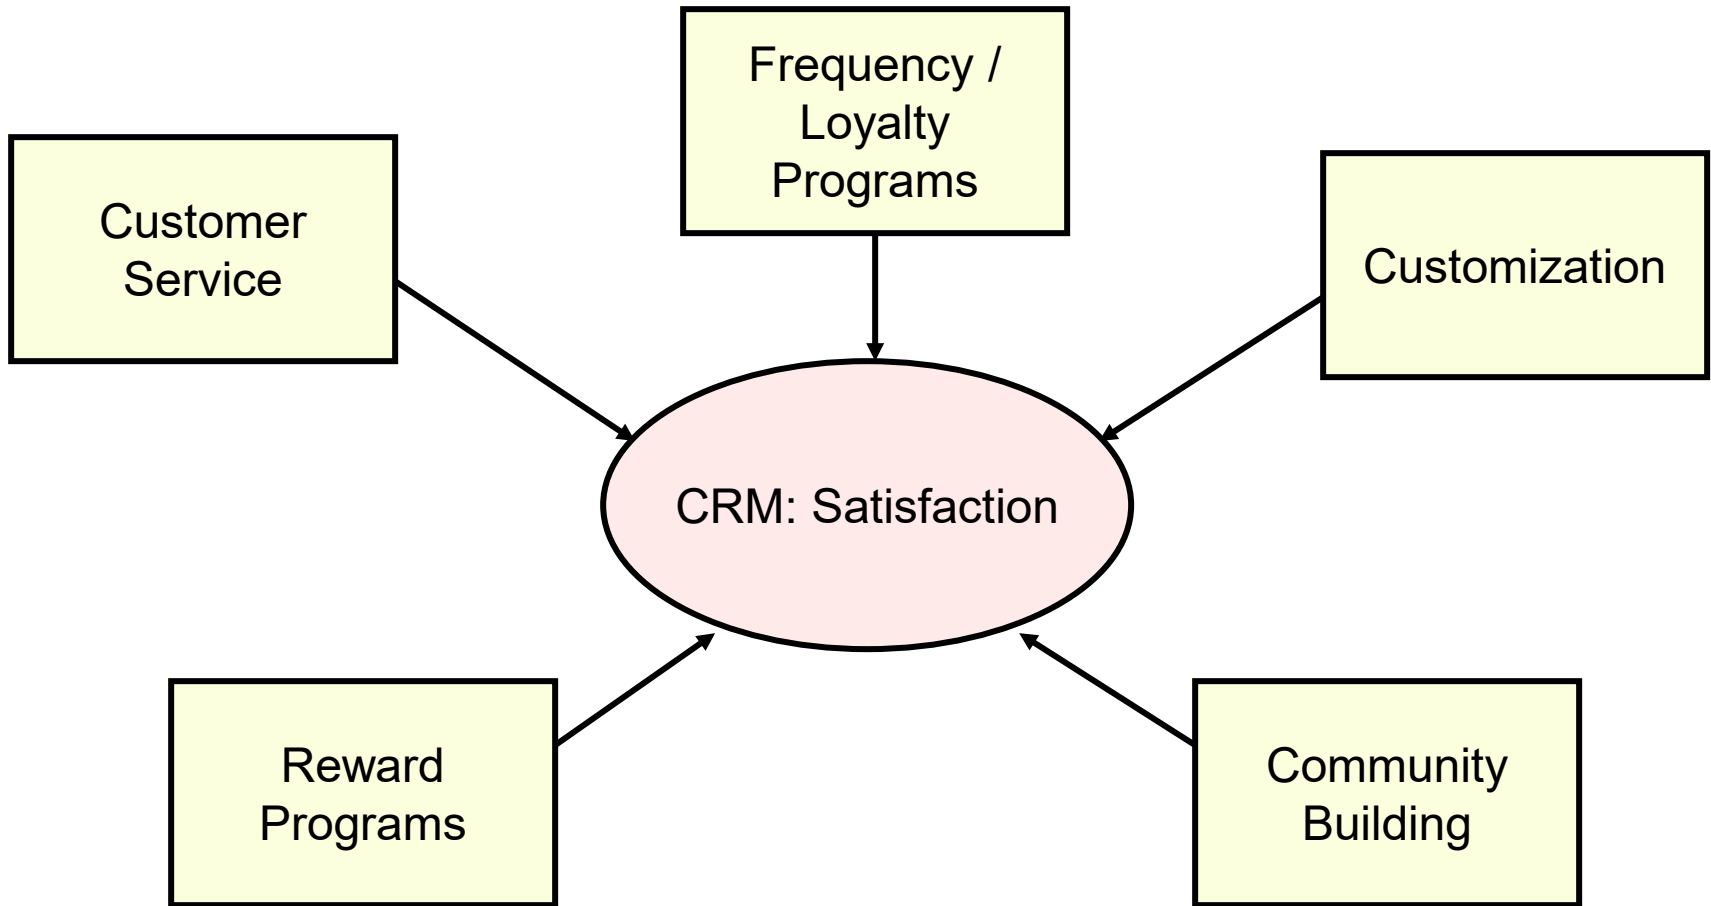 Frequency /
Loyalty
Programs
Customer
Service
Customization
CRM: Satisfaction
Reward
Programs
Community
Building